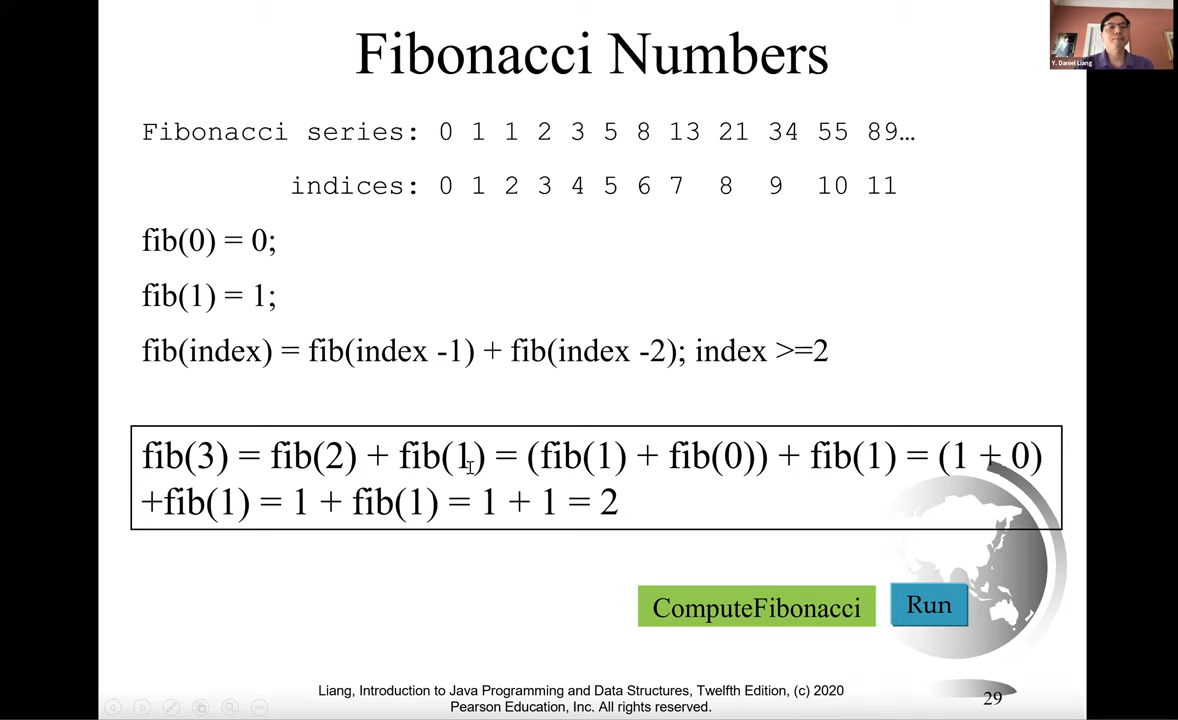 Fibonacci Numbers
Y. Daniel Liang
Fibonacci series: 0 1 1 2 3 5 8 13 21 34 55 89…
indices: 0 1 2 3 4 5 6 7 8 9 10 11
fib(0) = 0;
fib(1) = 1;
fib(index) = fib(index -1) + fib(index -2); index >=2
fib(3) = fib(2) + fib(1) = (fib(1) + fib(0)) + fib(1) = (1 + 0)
+fib(1) = 1 + fib(1) = 1 + 1 = 2
ComputeFibonacci
Run
Liang, Introduction to Java Programming and Data Structures, Twelfth Edition, (c) 2020
Pearson Education, Inc. All rights reserved.
29